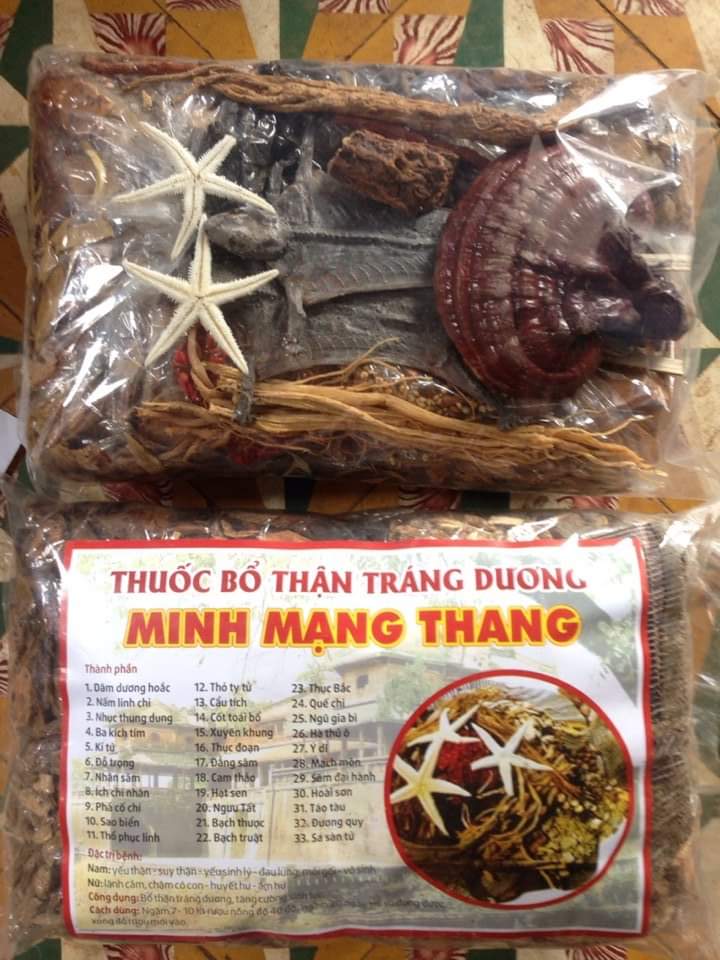 THUỐC BỔ THẬN TRÁNG DƯƠNG
MINH MẠNG THANG
Thành phần
1. Dâm dương hoắc
2. Nấm linh chi
3. Nhục thung dung
4. Ba kích tím
5. Kỉ tử
6. Đỗ trọng
7. Nhân sâm
8. Ích chi nhân
9. Phá cố chỉ
10. Sao biển
11. Thổ phục linh
12. Thỏ ty tử
13. Cẩu tích
14. Cốt toái bổ
15. Xuyên khung
16. Thục đoạn
17. Đẳng sâm
18. Cam thảo
19. Hạt sen
20. Ngưu Tất
21. Bạch thược
22. Bạch truật
23. Thục Bắc
24. Quế chi
25. Ngũ gia bì
26. Hà thủ ô
27. Ý dĩ
28. Mạch môn
29. Sâm đại hành
30. Hoài sơn
31. Táo tàu
32. Đương quy
33. Sa sàn tử
Đặc trị bệnh:
Nam: yếu thận - suy thận - yếu sinh lý - đau lưng, mỏi gối - vô sinh
Nữ: lãnh cảm, chậm có con - huyết hư - âm hư
Công dụng: Bổ thận tráng dương, tăng cường sinh lực
Cách dùng: Ngâm 7 - 10 lít rượu nồng độ 40 độ